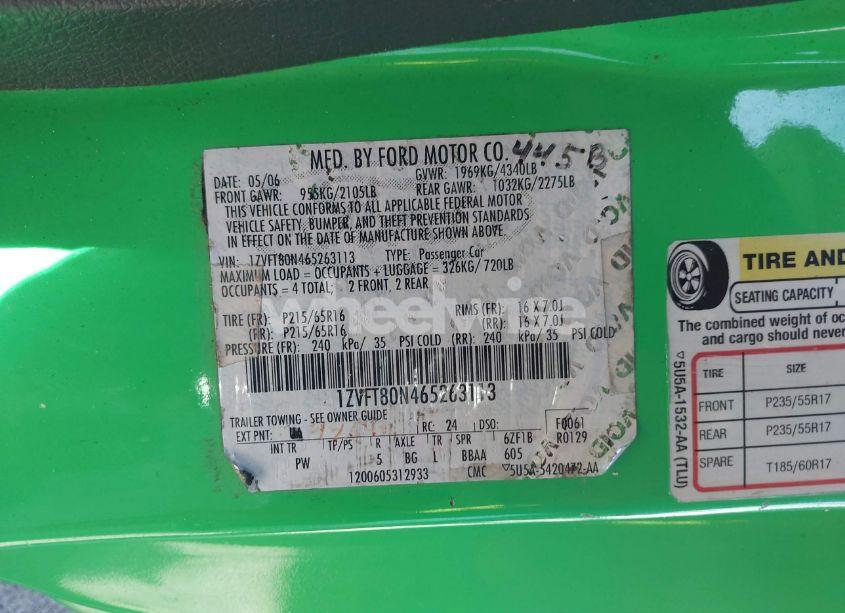 MFD. BY FORD MOTOR CO. 445B
DATE: 05/06 GVWR: 1969KG/4340LB
FRONT GAWR: 955KG/2105LB REAR GAWR: 1032KG/2275LB
THIS VEHICLE CONFORMS TO ALL APPLICABLE FEDERAL MOTOR
VEHICLE SAFETY, BUMPER, AND THEFT PREVENTION STANDARDS
IN EFFECT ON THE DATE OF MANUFACTURE SHOWN ABOVE.
VIN: 1ZVFT80N465263113 TYPE: Passenger Car
MAXIMUM LOAD = OCCUPANTS + LUGGAGE = 326KG/720LB
OCCUPANTS = 4 TOTAL; - 2 FRONT, 2 REAR
TIRE (FR): P215/65R16 RIMS (FR): 16 X 7.0J
(RR): P215/65R16 (RR): 16 X 7.0J
PRESSURE (FR): 240 kPa/ 35 PSI COLD (RR): 240 kPa/ 35 PSI COLD
1ZVFT80N465263113
TRAILER TOWING - SEE OWNER GUIDE
EXT PNT: RC: 24 DSO: F0061
R0129
INT TR TP/PS R AXLE TR SPR 6ZF1B
PW 5 BG 1 BBAA 605
1200605312933 CMC ▽5U5A-5420472-AA
VOID
wheelwise
TIRE AND
SEATING CAPACITY
The combined weight of occ
and cargo should never
TIRE SIZE
FRONT P235/55R17
REAR P235/55R17
SPARE T185/60R17
▽5U5A-1532-AA (TLU)